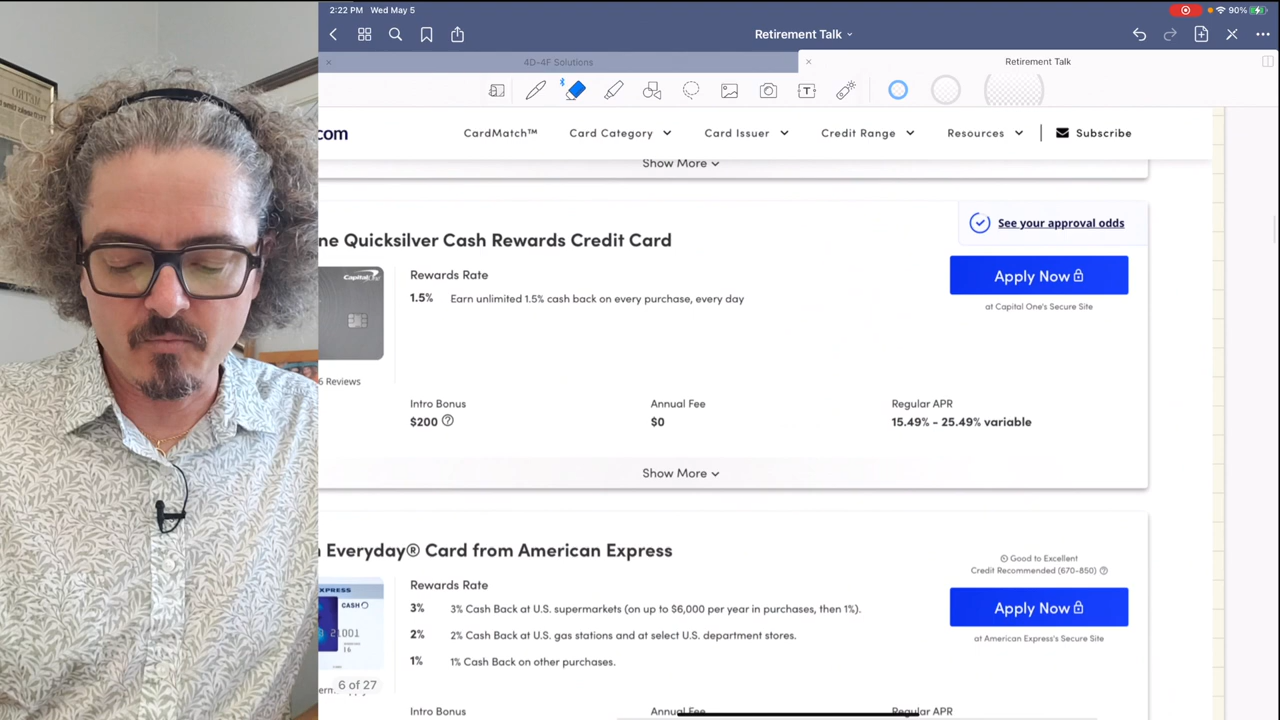 2:22 PM Wed May 5
90%
Retirement Talk
4D-4F Solutions
Retirement Talk
com
CardMatch™ Card Category Card Issuer Credit Range Resources Subscribe
Show More
See your approval odds
ne Quicksilver Cash Rewards Credit Card
Capital
Rewards Rate
Apply Now
1.5% Earn unlimited 1.5% cash back on every purchase, every day
at Capital One's Secure Site
6 Reviews
Intro Bonus Annual Fee Regular APR
$200 $0 15.49% - 25.49% variable
Show More
Everyday® Card from American Express
Good to Excellent
Credit Recommended (670-850)
Rewards Rate
XPRESS
CASH
3% 3% Cash Back at U.S. supermarkets (on up to $6,000 per year in purchases, then 1%).
Apply Now
21001
16
2% 2% Cash Back at U.S. gas stations and at select U.S. department stores.
at American Express's Secure Site
1% 1% Cash Back on other purchases.
6 of 27
Intro Bonus Annual Fee Regular APR